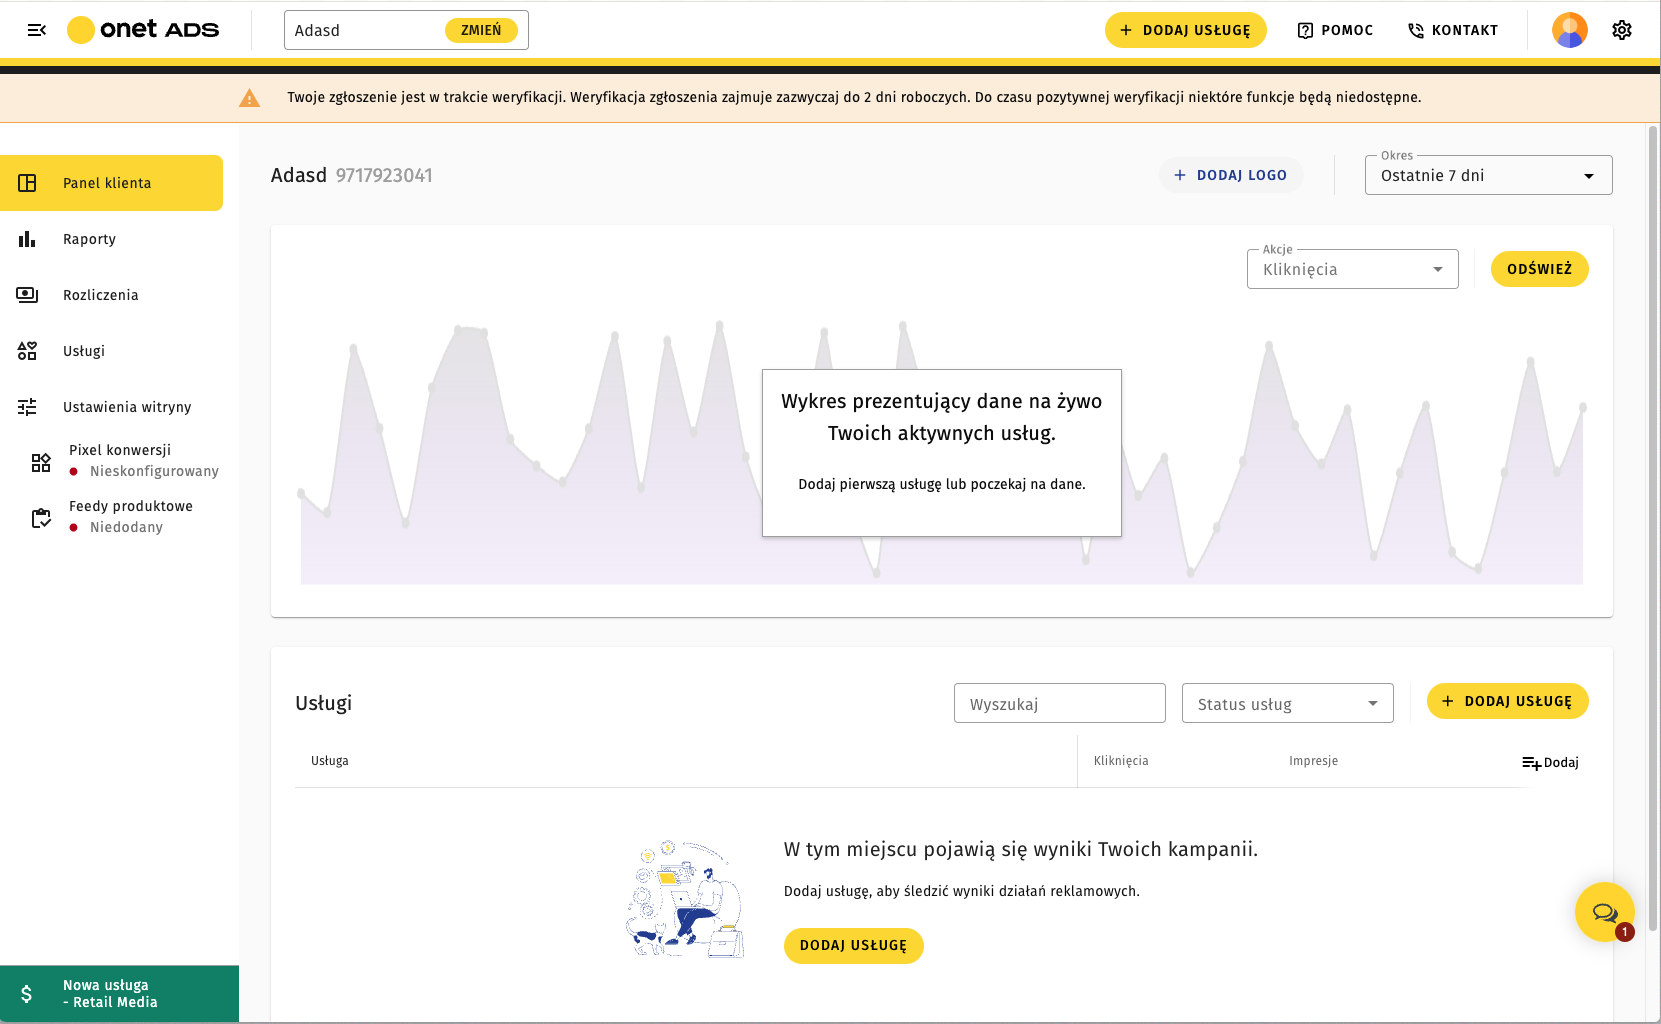 onet ADS
Adasd
ZMIEŃ
DODAJ USŁUGĘ
POMOC
KONTAKT
Twoje zgłoszenie jest w trakcie weryfikacji. Weryfikacja zgłoszenia zajmuje zazwyczaj do 2 dni roboczych. Do czasu pozytywnej weryfikacji niektóre funkcje będą niedostępne.
Panel klienta
Raporty
Rozliczenia
Usługi
Ustawienia witryny
Pixel konwersji
Nieskonfigurowany
Feedy produktowe
Niedodany
Nowa usługa
- Retail Media
Adasd 9717923041
DODAJ LOGO
Okres
Ostatnie 7 dni
Akcje
Kliknięcia
ODŚWIEŻ
Wykres prezentujący dane na żywo
Twoich aktywnych usług.
Dodaj pierwszą usługę lub poczekaj na dane.
Usługi
Wyszukaj
Status usług
DODAJ USŁUGĘ
Usługa
Kliknięcia
Impresje
Dodaj
W tym miejscu pojawią się wyniki Twoich kampanii.
Dodaj usługę, aby śledzić wyniki działań reklamowych.
DODAJ USŁUGĘ
1